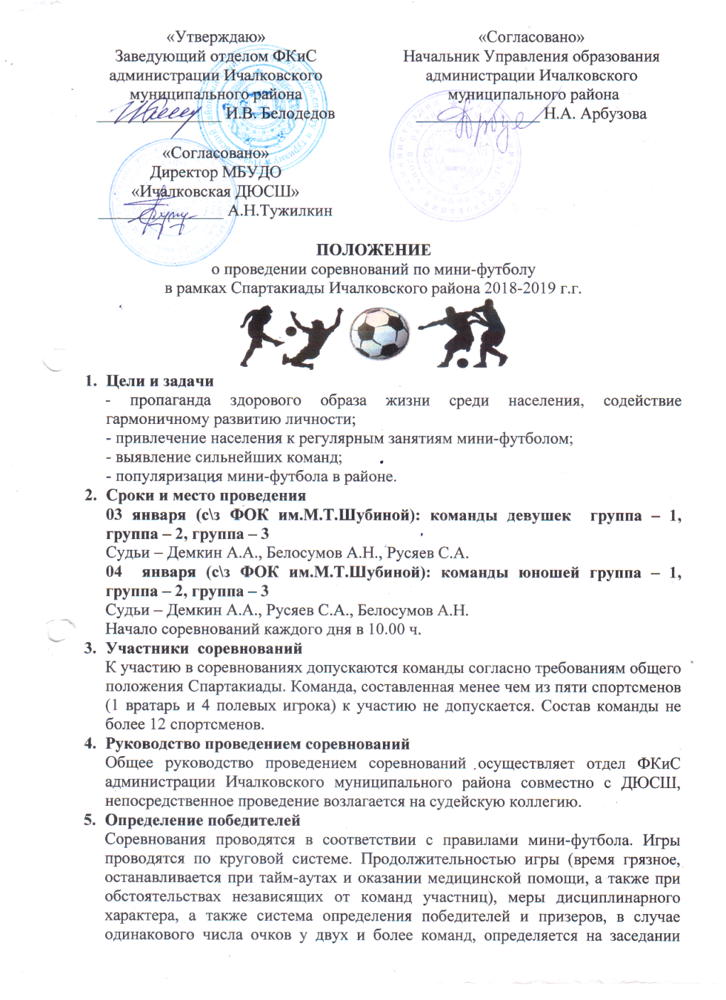 «Утверждаю»
Заведующий отделом ФКиС
администрации Ичалковского
муниципального района
И.В. Белодедов
«Согласовано»
Начальник Управления образования
администрации Ичалковского
муниципального района
Н.А. Арбузова
«Согласовано»
Директор МБУДО
«Ичалковская ДЮСШ»
А.Н.Тужилкин
ПОЛОЖЕНИЕ
о проведении соревнований по мини-футболу
в рамках Спартакиады Ичалковского района 2018-2019 г.г.
1. Цели и задачи
- пропаганда здорового образа жизни среди населения, содействие
гармоничному развитию личности;
- привлечение населения к регулярным занятиям мини-футболом;
- выявление сильнейших команд;
- популяризация мини-футбола в районе.
2. Сроки и место проведения
03 января (с\з ФОК им.М.Т.Шубиной): команды девушек группа – 1,
группа – 2, группа – 3
Судьи – Демкин А.А., Белосумов А.Н., Русяев С.А.
04 января (с\з ФОК им.М.Т.Шубиной): команды юношей группа – 1,
группа – 2, группа – 3
Судьи – Демкин А.А., Русяев С.А., Белосумов А.Н.
Начало соревнований каждого дня в 10.00 ч.
3. Участники соревнований
К участию в соревнованиях допускаются команды согласно требованиям общего
положения Спартакиады. Команда, составленная менее чем из пяти спортсменов
(1 вратарь и 4 полевых игрока) к участию не допускается. Состав команды не
более 12 спортсменов.
4. Руководство проведением соревнований
Общее руководство проведением соревнований осуществляет отдел ФКиС
администрации Ичалковского муниципального района совместно с ДЮСШ,
непосредственное проведение возлагается на судейскую коллегию.
5. Определение победителей
Соревнования проводятся в соответствии с правилами мини-футбола. Игры
проводятся по круговой системе. Продолжительностью игры (время грязное,
останавливается при тайм-аутах и оказании медицинской помощи, а также при
обстоятельствах независящих от команд участниц), меры дисциплинарного
характера, а также система определения победителей и призеров, в случае
одинакового числа очков у двух и более команд, определяется на заседании